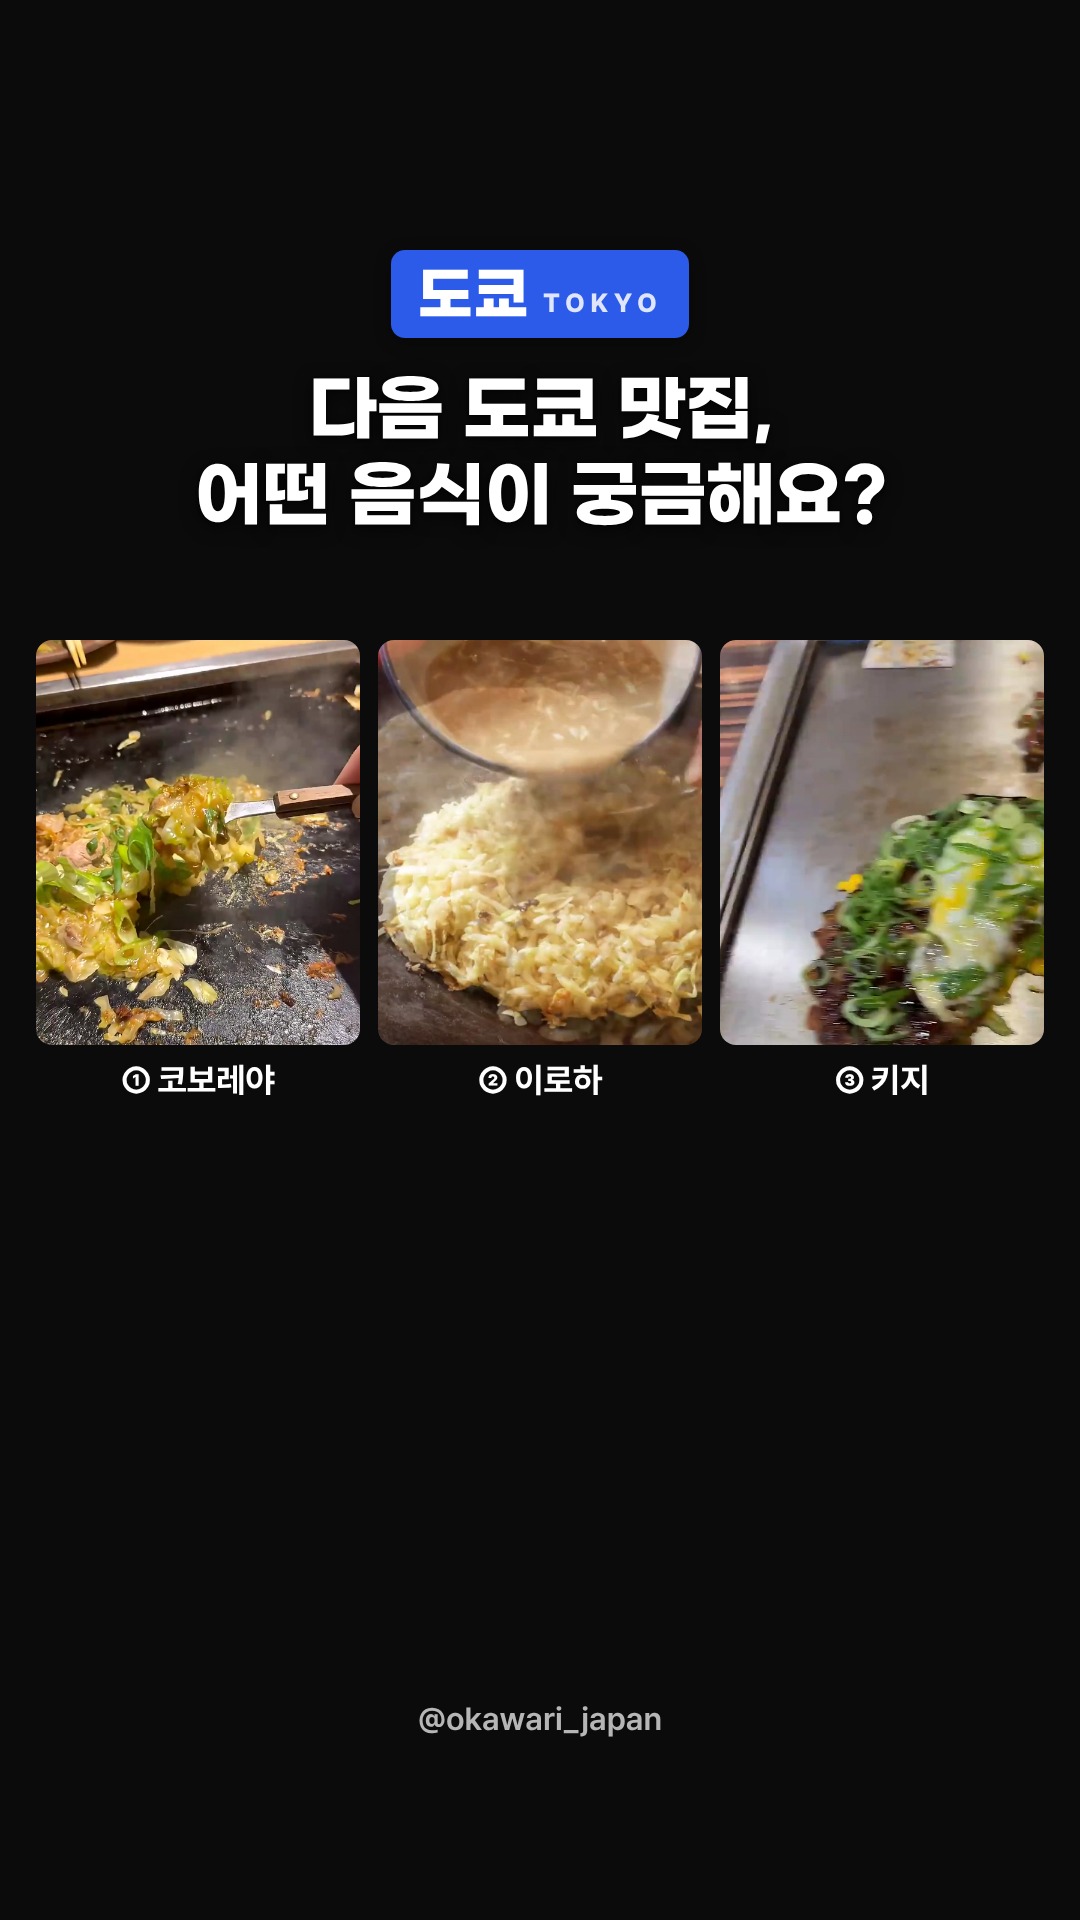 도쿄 TOKYO
다음 도쿄 맛집,
어떤 음식이 궁금해요?
① 코보레야
② 이로하
③ 키지
@okawari_japan